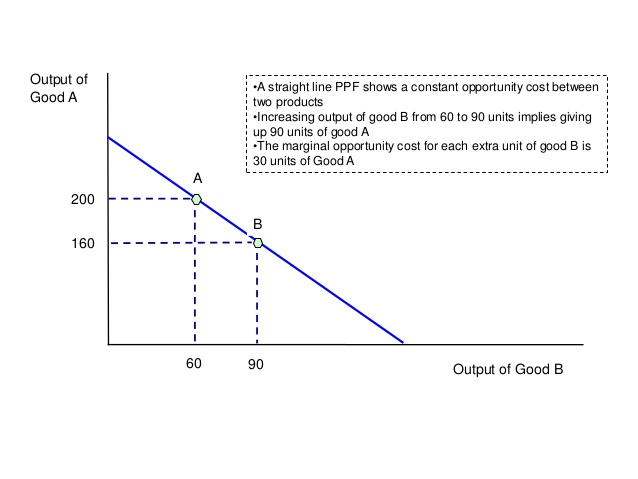 Output of
Good A
•A straight line PPF shows a constant opportunity cost between
two products
•Increasing output of good B from 60 to 90 units implies giving
up 90 units of good A
•The marginal opportunity cost for each extra unit of good B is
30 units of Good A
A
200
B
160
60
90
Output of Good B